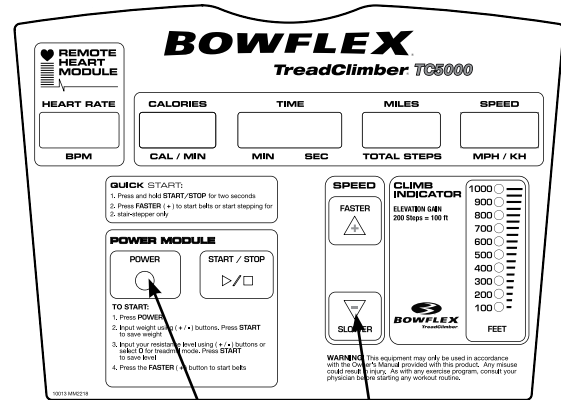 BOWFLEX
TreadClimber TC5000
REMOTE
HEART
MODULE
HEART RATE
BPM
CALORIES TIME MILES SPEED
CAL / MIN MIN SEC TOTAL STEPS MPH / KH
QUICK START:
1. Press and hold START/STOP for two seconds
2. Press FASTER ( + ) to start belts or start stepping for
2. stair-stepper only
POWER MODULE
POWER
START / STOP
TO START:
1. Press POWER
2. Input weight using ( + / • ) buttons. Press START
to save weight
3. Input your resistance level using ( + / • ) buttons or
select 0 for treadmill mode. Press START
to save level
4. Press the FASTER ( + ) button to start belts
SPEED
FASTER
+
−
SLOWER
CLIMB
INDICATOR
ELEVATION GAIN
200 Steps = 100 ft
BOWFLEX
TreadClimber
1000
900
800
700
600
500
400
300
200
100
FEET
WARNING! This equipment may only be used in accordance
with the Owner's Manual provided with this product. Any misuse
could result in injury. As with any exercise program, consult your
physician before starting any workout routine.
10013 MM2218